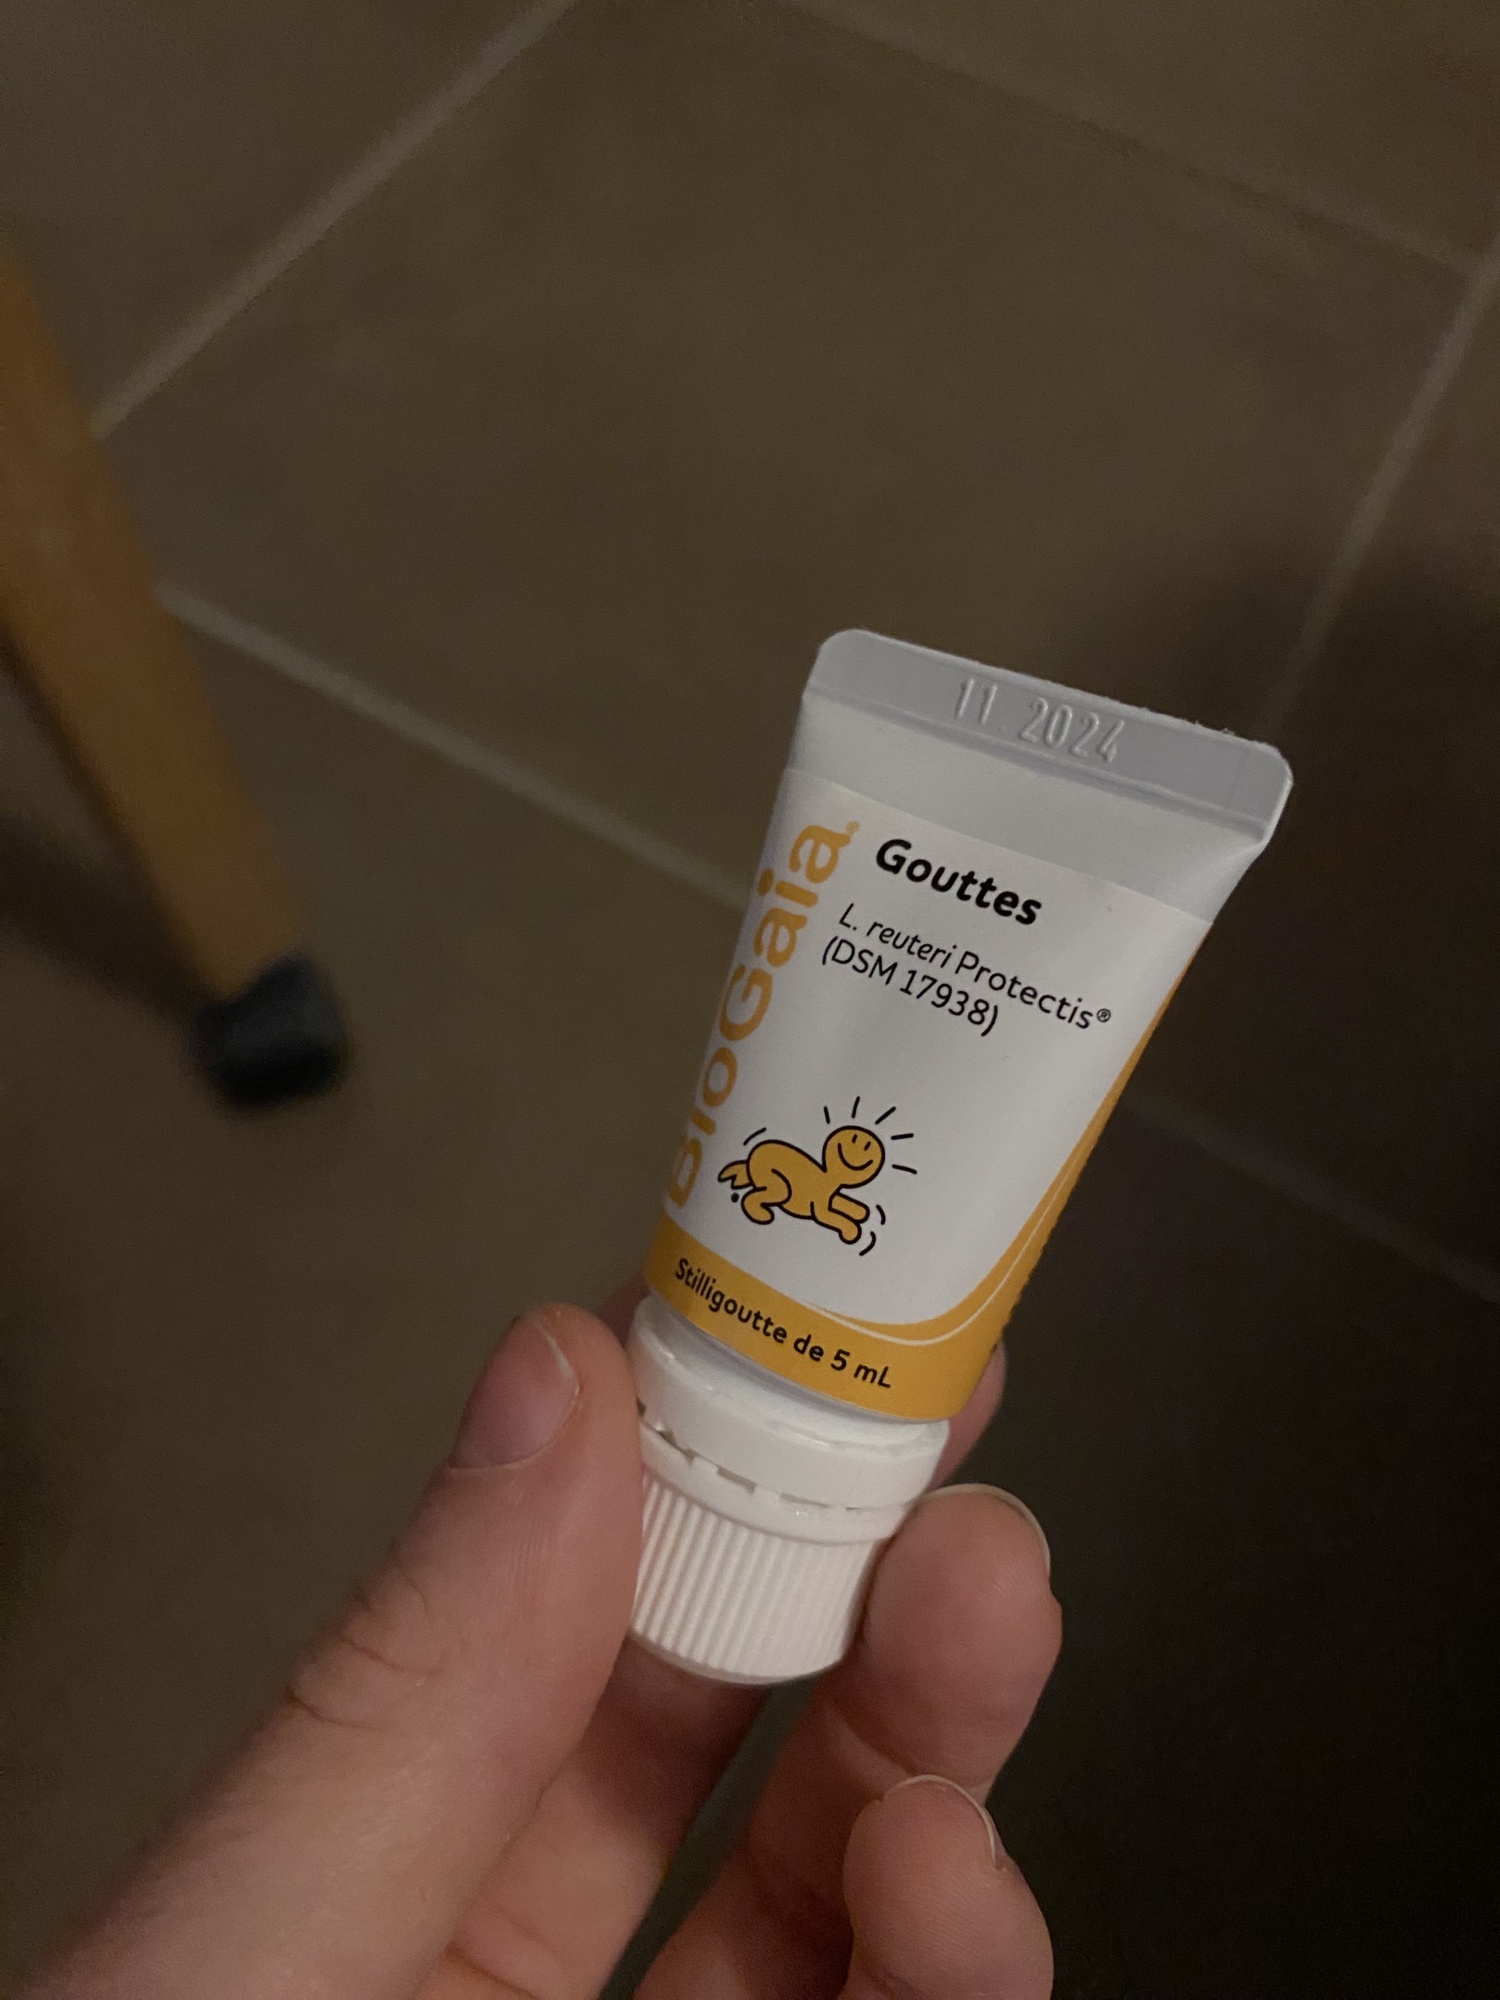 11.2024
BioGaia®
Gouttes
L. reuteri Protectis®
(DSM 17938)
Stilligoutte de 5 mL